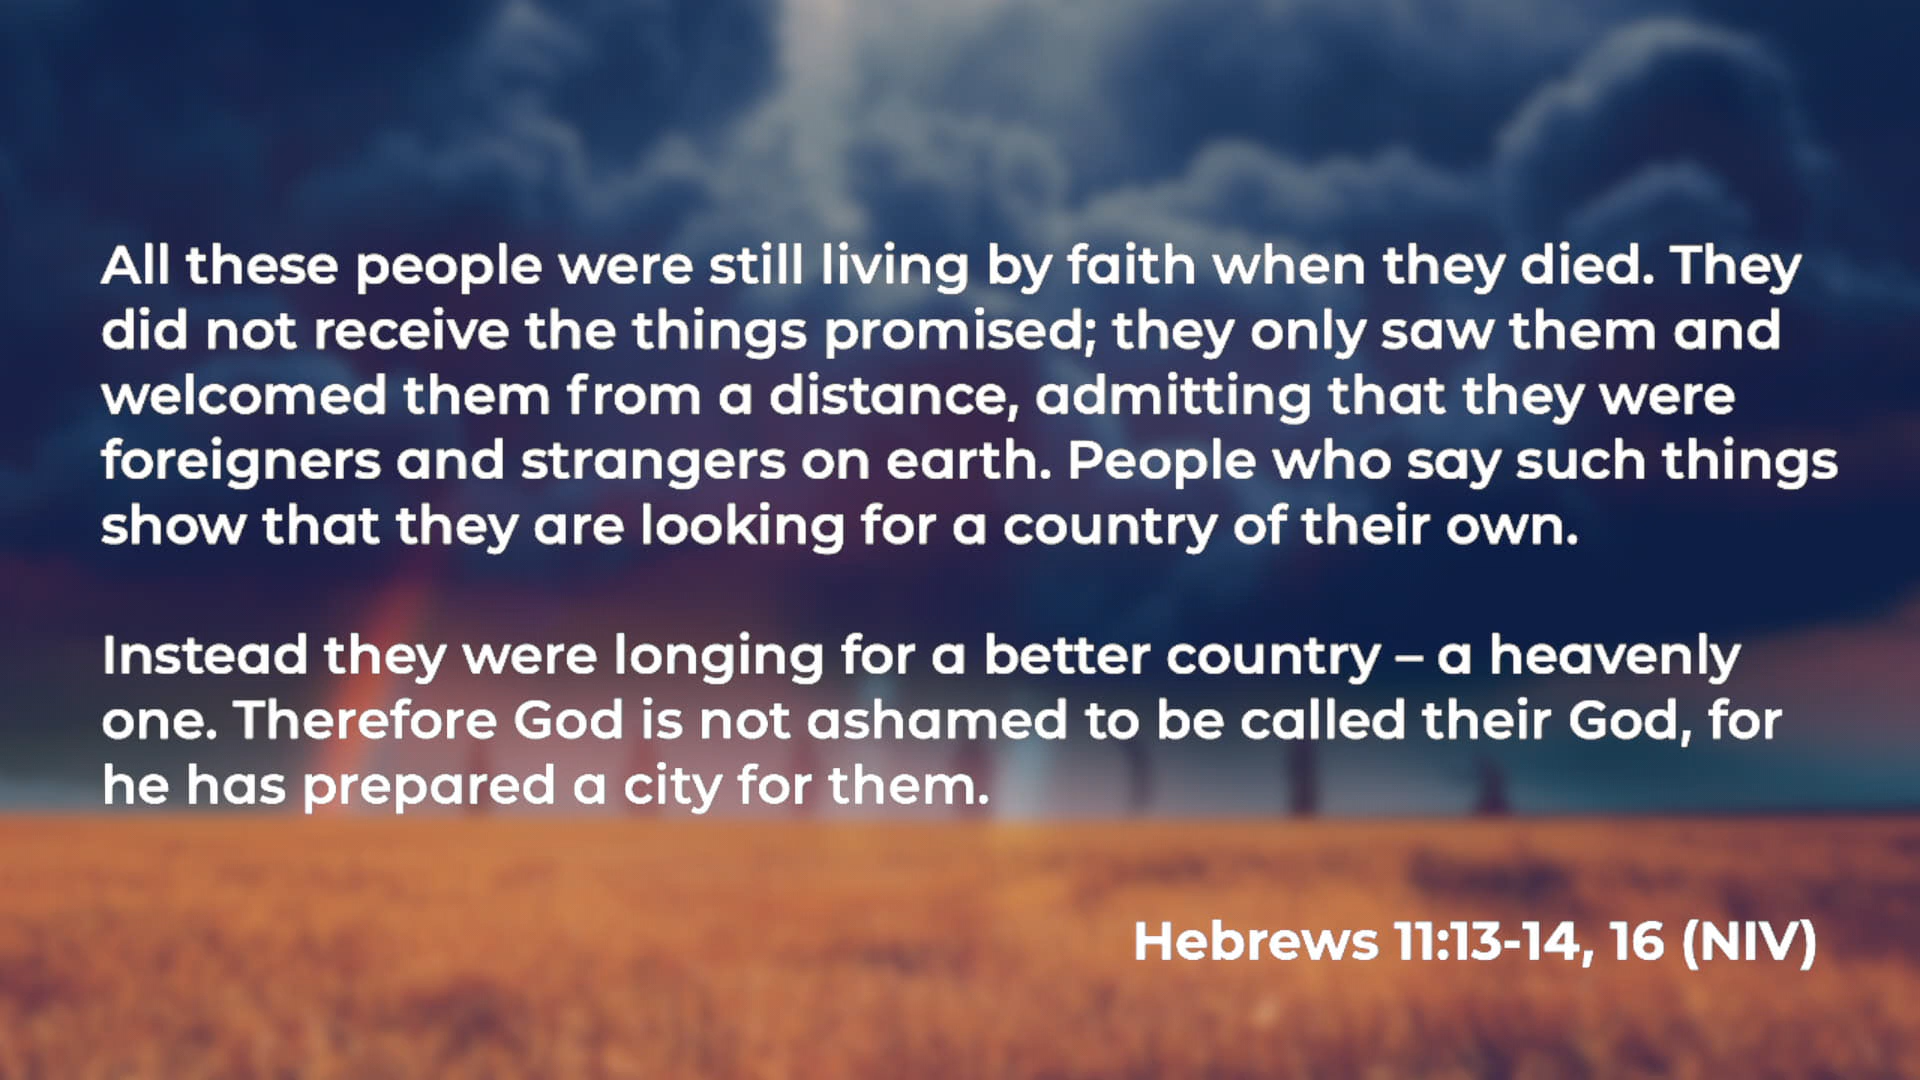 All these people were still living by faith when they died. They
did not receive the things promised; they only saw them and
welcomed them from a distance, admitting that they were
foreigners and strangers on earth. People who say such things
show that they are looking for a country of their own.
Instead they were longing for a better country – a heavenly
one. Therefore God is not ashamed to be called their God, for
he has prepared a city for them.
Hebrews 11:13-14, 16 (NIV)